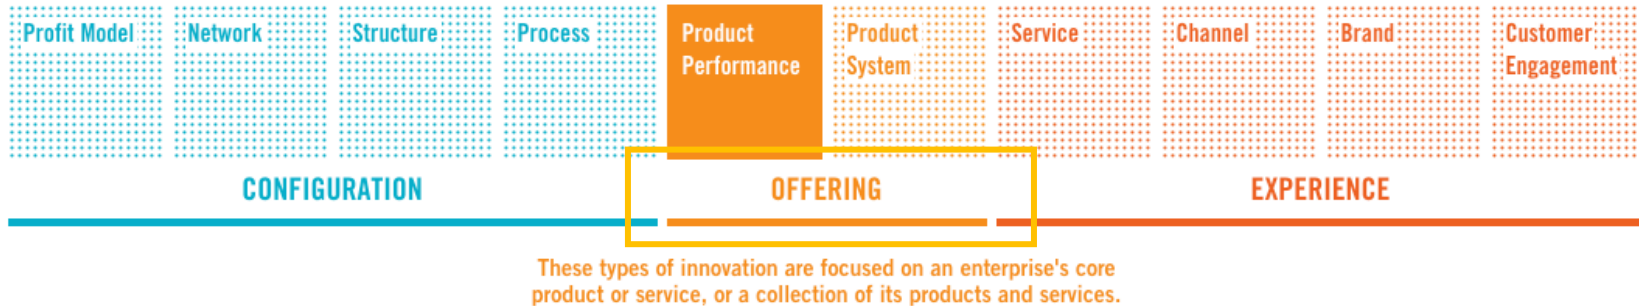 Profit Model
Network
Structure
Process
Product
Performance
Product
System
Service
Channel
Brand
Customer
Engagement
CONFIGURATION
OFFERING
EXPERIENCE
These types of innovation are focused on an enterprise's core
product or service, or a collection of its products and services.